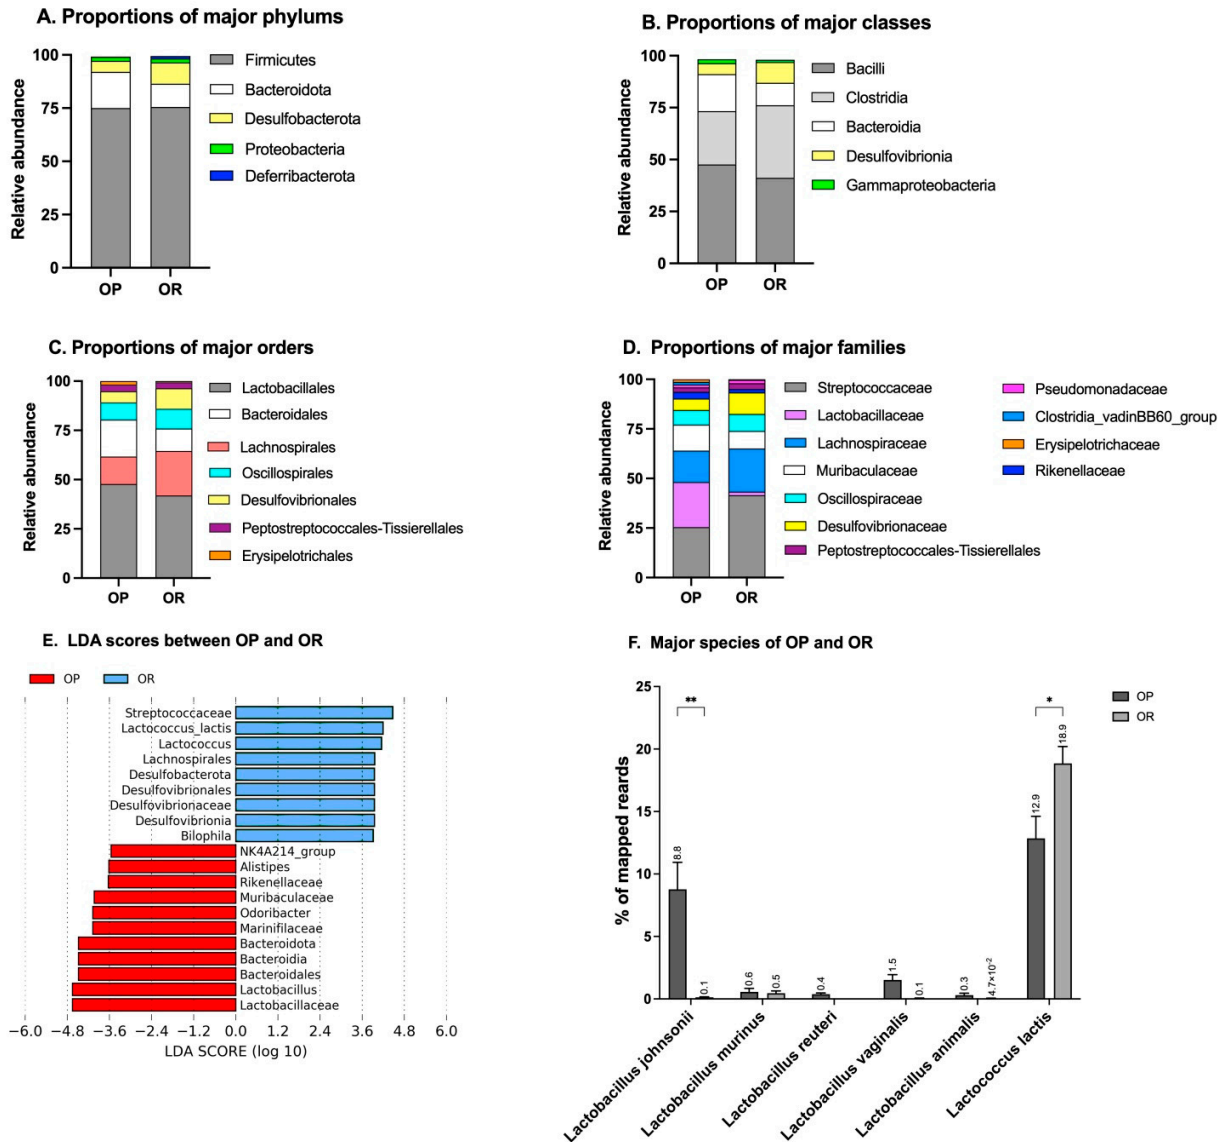 A. Proportions of major phylums
Relative abundance
100
75
50
25
0
OP OR
Firmicutes
Bacteroidota
Desulfobacterota
Proteobacteria
Deferribacterota
B. Proportions of major classes
Relative abundance
100
75
50
25
0
OP OR
Bacilli
Clostridia
Bacteroidia
Desulfovibrionia
Gammaproteobacteria
C. Proportions of major orders
Relative abundance
100
75
50
25
0
OP OR
Lactobacillales
Bacteroidales
Lachnospirales
Oscillospirales
Desulfovibrionales
Peptostreptococcales-Tissierellales
Erysipelotrichales
D. Proportions of major families
Relative abundance
100
75
50
25
0
OP OR
Streptococcaceae
Lactobacillaceae
Lachnospiraceae
Muribaculaceae
Oscillospiraceae
Desulfovibrionaceae
Peptostreptococcales-Tissierellales
Pseudomonadaceae
Clostridia_vadinBB60_group
Erysipelotrichaceae
Rikenellaceae
E. LDA scores between OP and OR
OP OR
Streptococcaceae
Lactococcus_lactis
Lactococcus
Lachnospirales
Desulfobacterota
Desulfovibrionales
Desulfovibrionaceae
Desulfovibrionia
Bilophila
NK4A214_group
Alistipes
Rikenellaceae
Muribaculaceae
Odoribacter
Marinifilaceae
Bacteroidota
Bacteroidia
Bacteroidales
Lactobacillus
Lactobacillaceae
−6.0 −4.8 −3.6 −2.4 −1.2 0.0 1.2 2.4 3.6 4.8 6.0
LDA SCORE (log 10)
F. Major species of OP and OR
% of mapped reards
25
20
15
10
5
0
** *
OP
OR
8.8
0.1
0.6
0.5
0.4
1.5
0.1
0.3
4.7×10-2
12.9
18.9
Lactobacillus johnsonii
Lactobacillus murinus
Lactobacillus reuteri
Lactobacillus vaginalis
Lactobacillus animalis
Lactococcus lactis